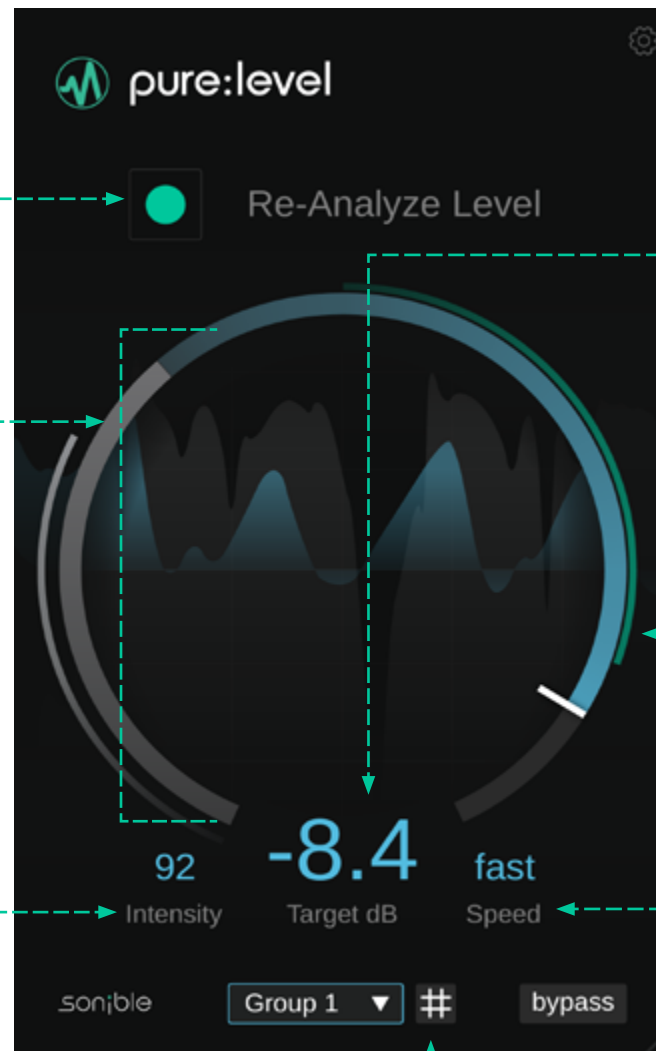 pure:level
Re-Analyze Level
92 -8.4 fast
Intensity Target dB Speed
sonible Group 1 bypass